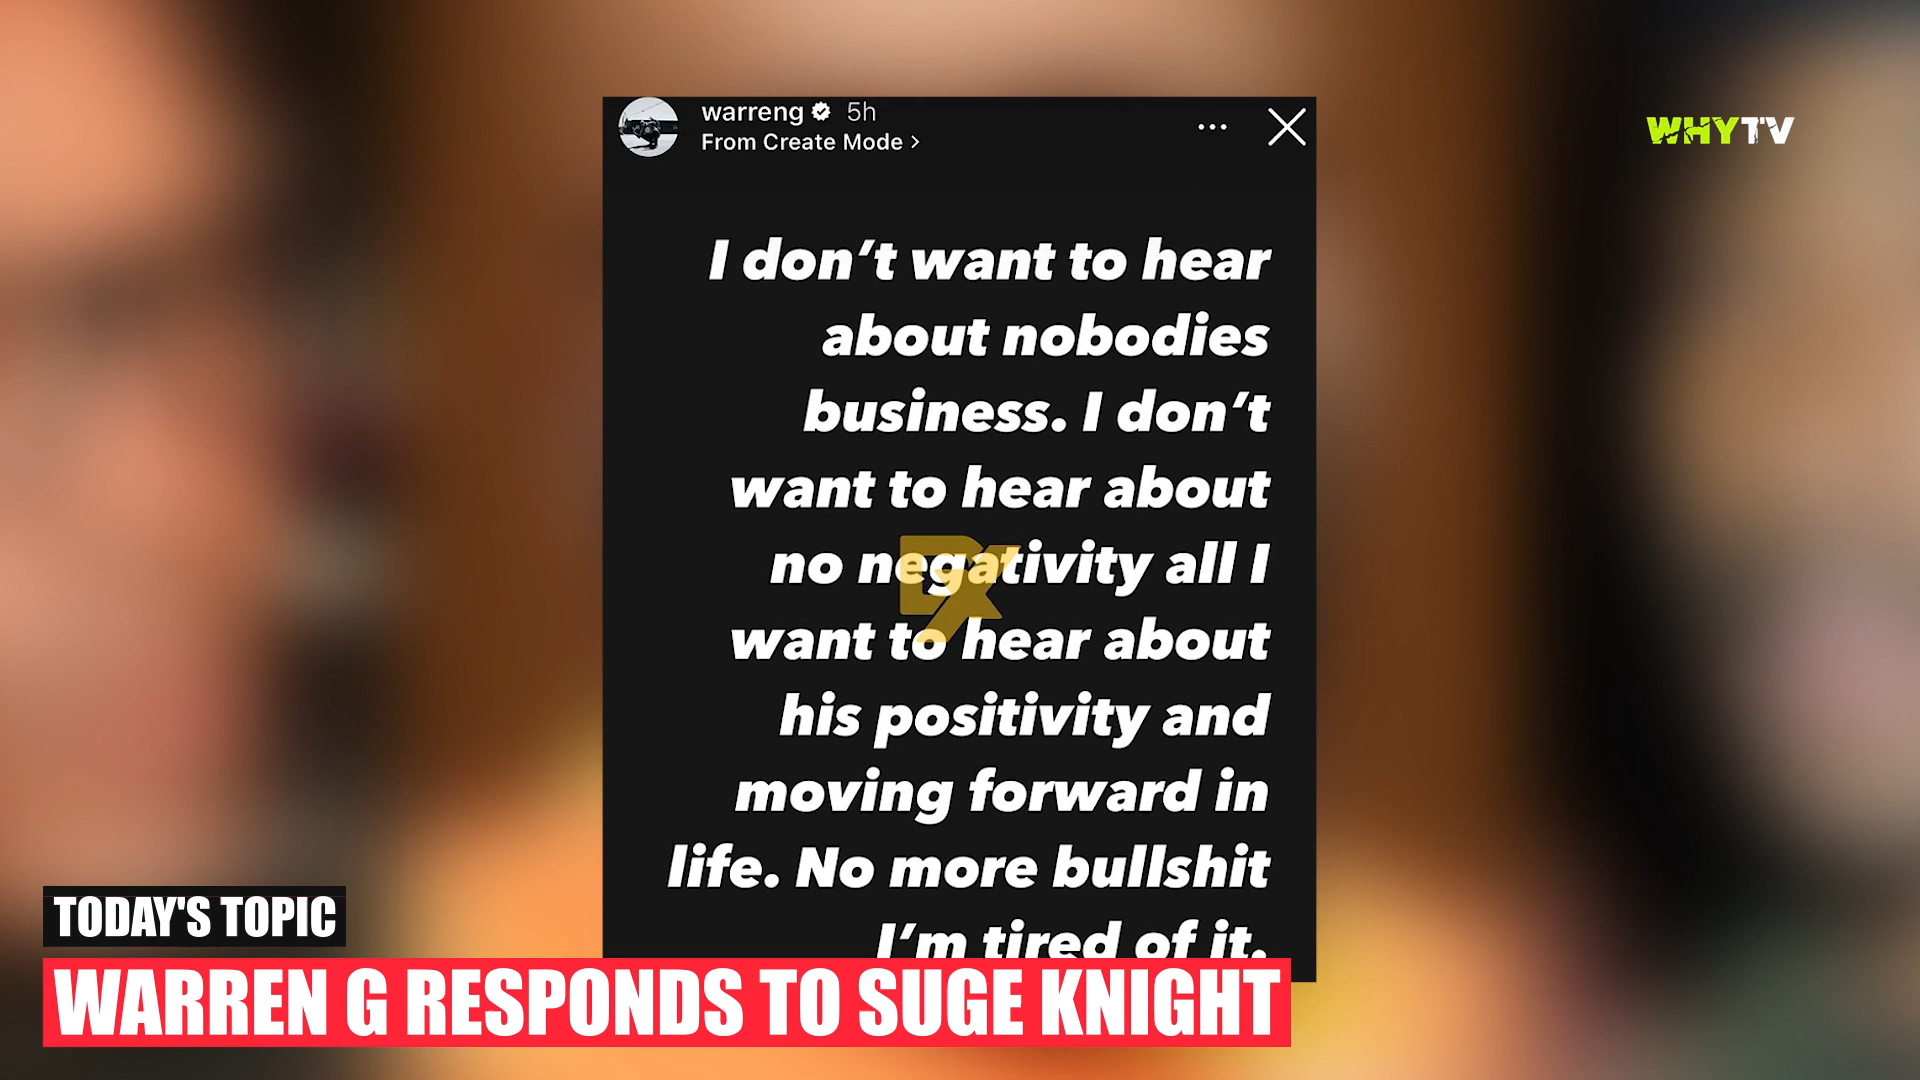 warreng 5h
From Create Mode >
WHYTV
I don't want to hear
about nobodies
business. I don't
want to hear about
no negativity all I
want to hear about
his positivity and
moving forward in
life. No more bullshit
I'm tired of it.
DX
TODAY'S TOPIC
WARREN G RESPONDS TO SUGE KNIGHT